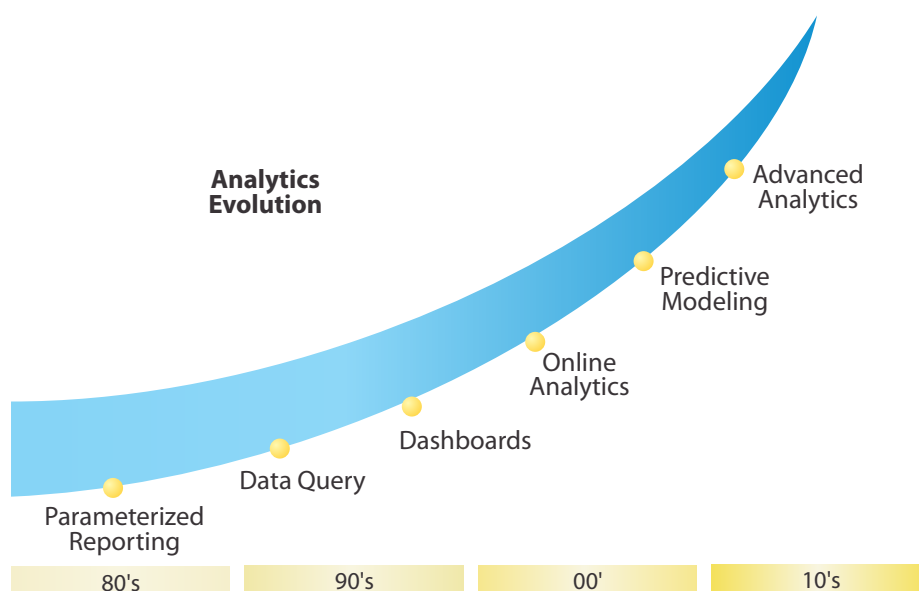 Analytics
Evolution
Advanced
Analytics
Predictive
Modeling
Online
Analytics
Dashboards
Data Query
Parameterized
Reporting
80's
90's
00'
10's